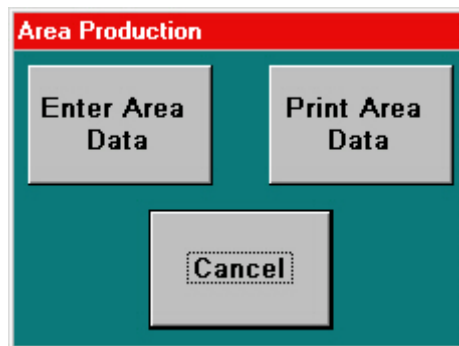 Area Production
Enter Area
Data
Print Area
Data
Cancel